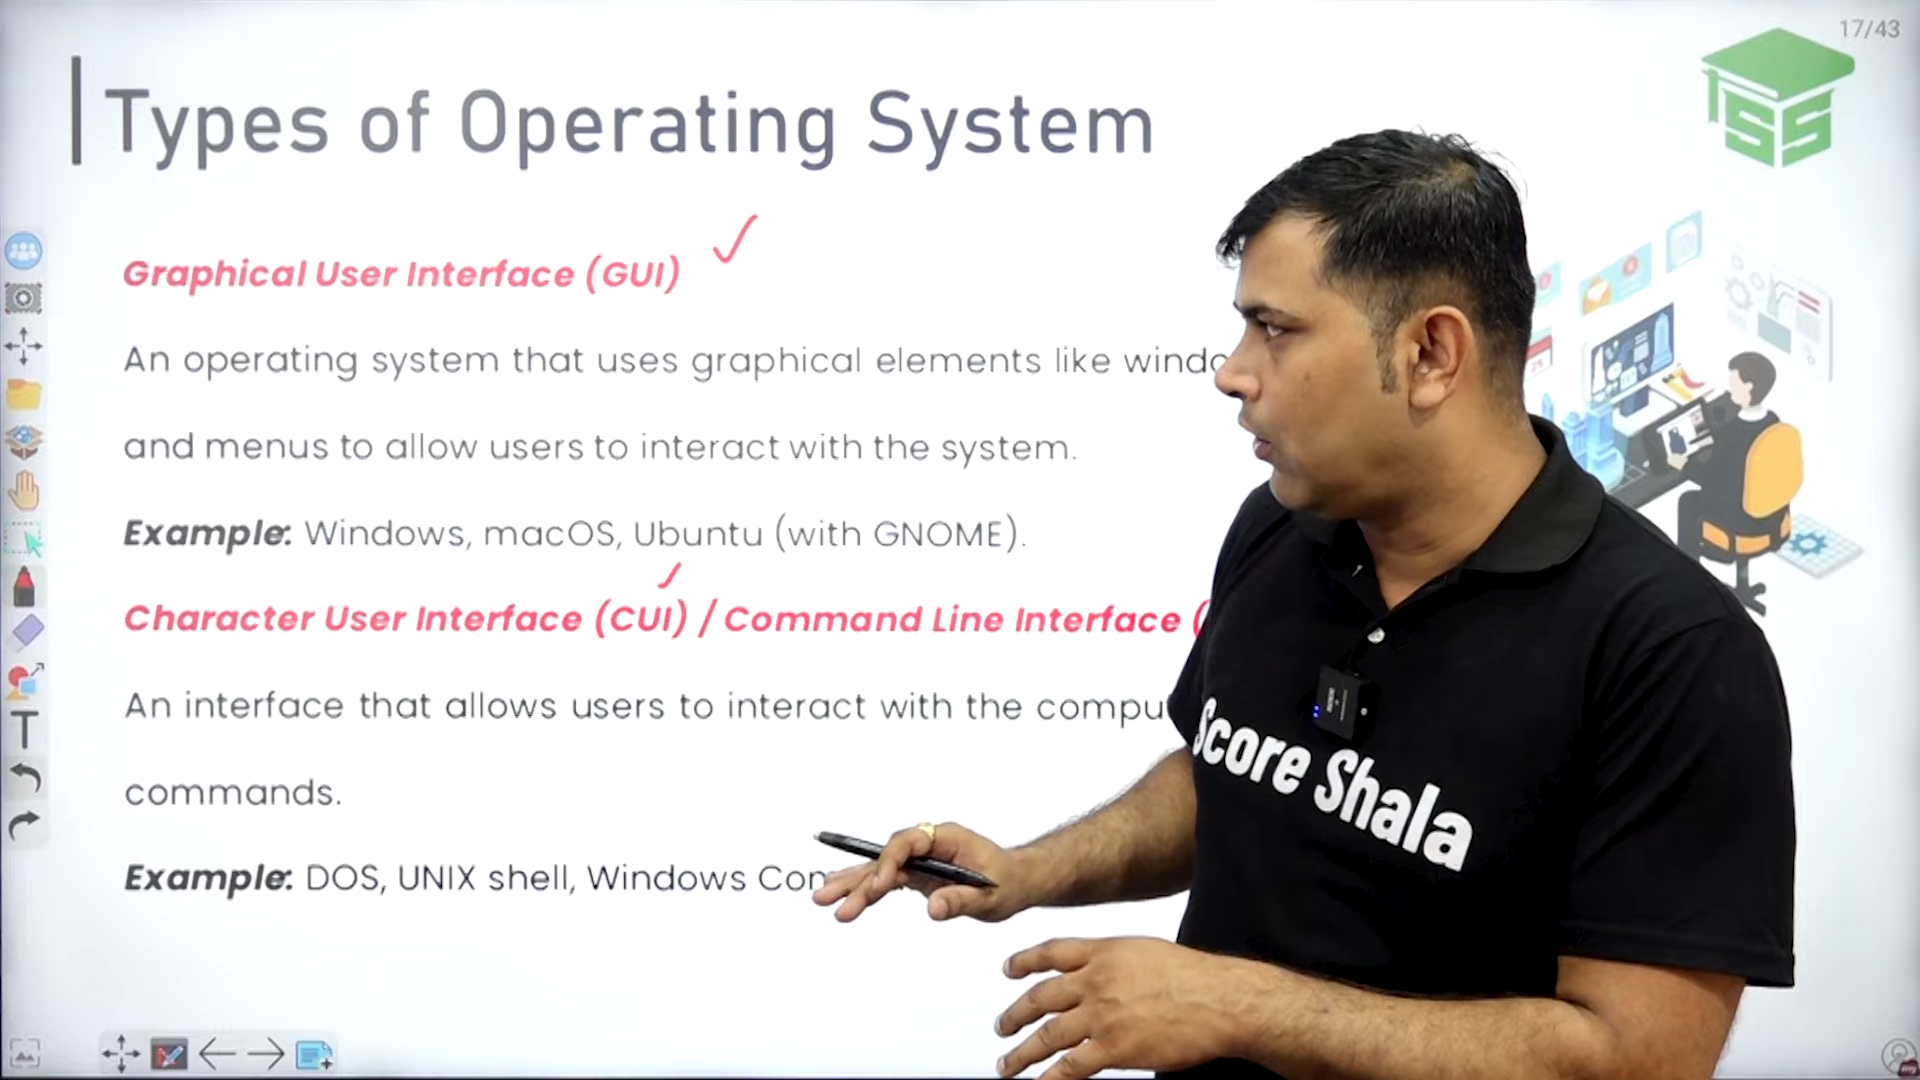 17/43
Types of Operating System
SS
Graphical User Interface (GUI)
An operating system that uses graphical elements like
and menus to allow users to interact with the system.
Example: Windows, macOS, Ubuntu (with GNOME).
Character User Interface (CUI) / Command Line Interface (
An interface that allows users to interact with the
commands.
Example: DOS, UNIX shell, Windows
Score Shala